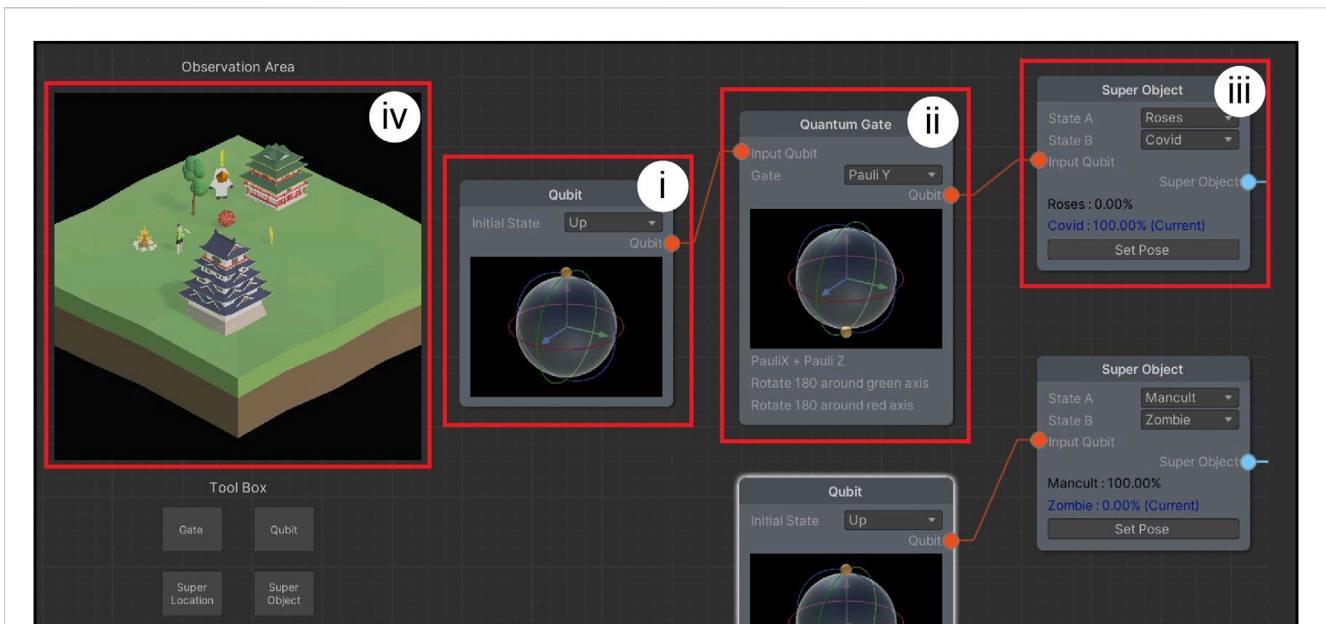 Observation Area
iv
Qubit
i
Initial State
Up
Qubit
Quantum Gate
ii
Input Qubit
Gate
Pauli Y
Qubit
PauliX + Pauli Z
Rotate 180 around green axis
Rotate 180 around red axis
Super Object
iii
State A
Roses
State B
Covid
Input Qubit
Super Object
Roses : 0.00%
Covid : 100.00% (Current)
Set Pose
Super Object
State A
Mancult
State B
Zombie
Input Qubit
Super Object
Mancult : 100.00%
Zombie : 0.00% (Current)
Set Pose
Qubit
Initial State
Up
Qubit
Tool Box
Gate
Qubit
Super
Location
Super
Object